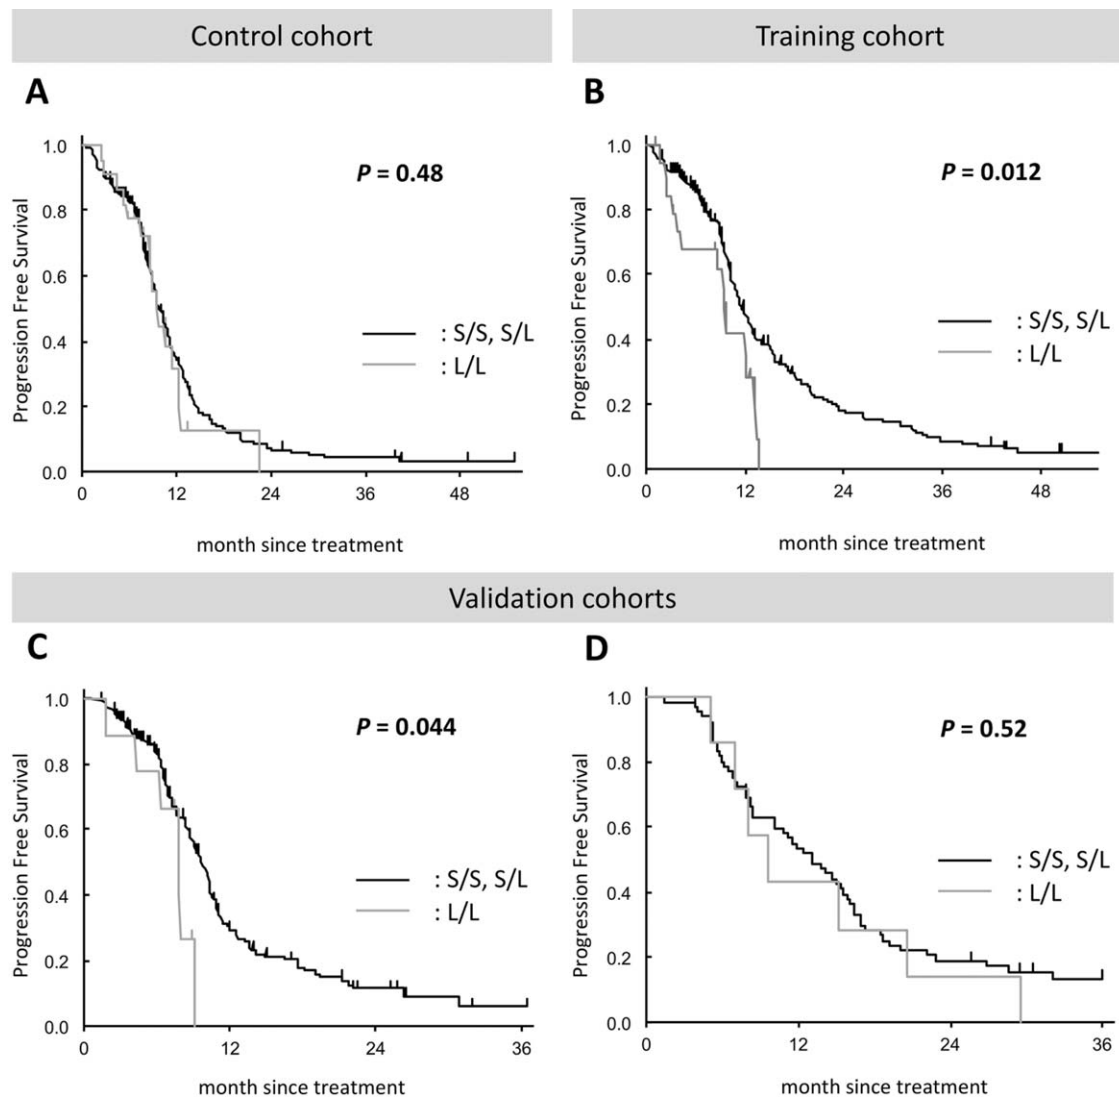 Control cohort
Training cohort
A
B
P = 0.48
P = 0.012
Progression Free Survival
1.0
0.8
0.6
0.4
0.2
0.0
: S/S, S/L
: L/L
0 12 24 36 48
month since treatment
Progression Free Survival
1.0
0.8
0.6
0.4
0.2
0.0
: S/S, S/L
: L/L
0 12 24 36 48
month since treatment
Validation cohorts
C
D
P = 0.044
P = 0.52
Progression Free Survival
1.0
0.8
0.6
0.4
0.2
0.0
: S/S, S/L
: L/L
0 12 24 36
month since treatment
Progression Free Survival
1.0
0.8
0.6
0.4
0.2
0.0
: S/S, S/L
: L/L
0 12 24 36
month since treatment